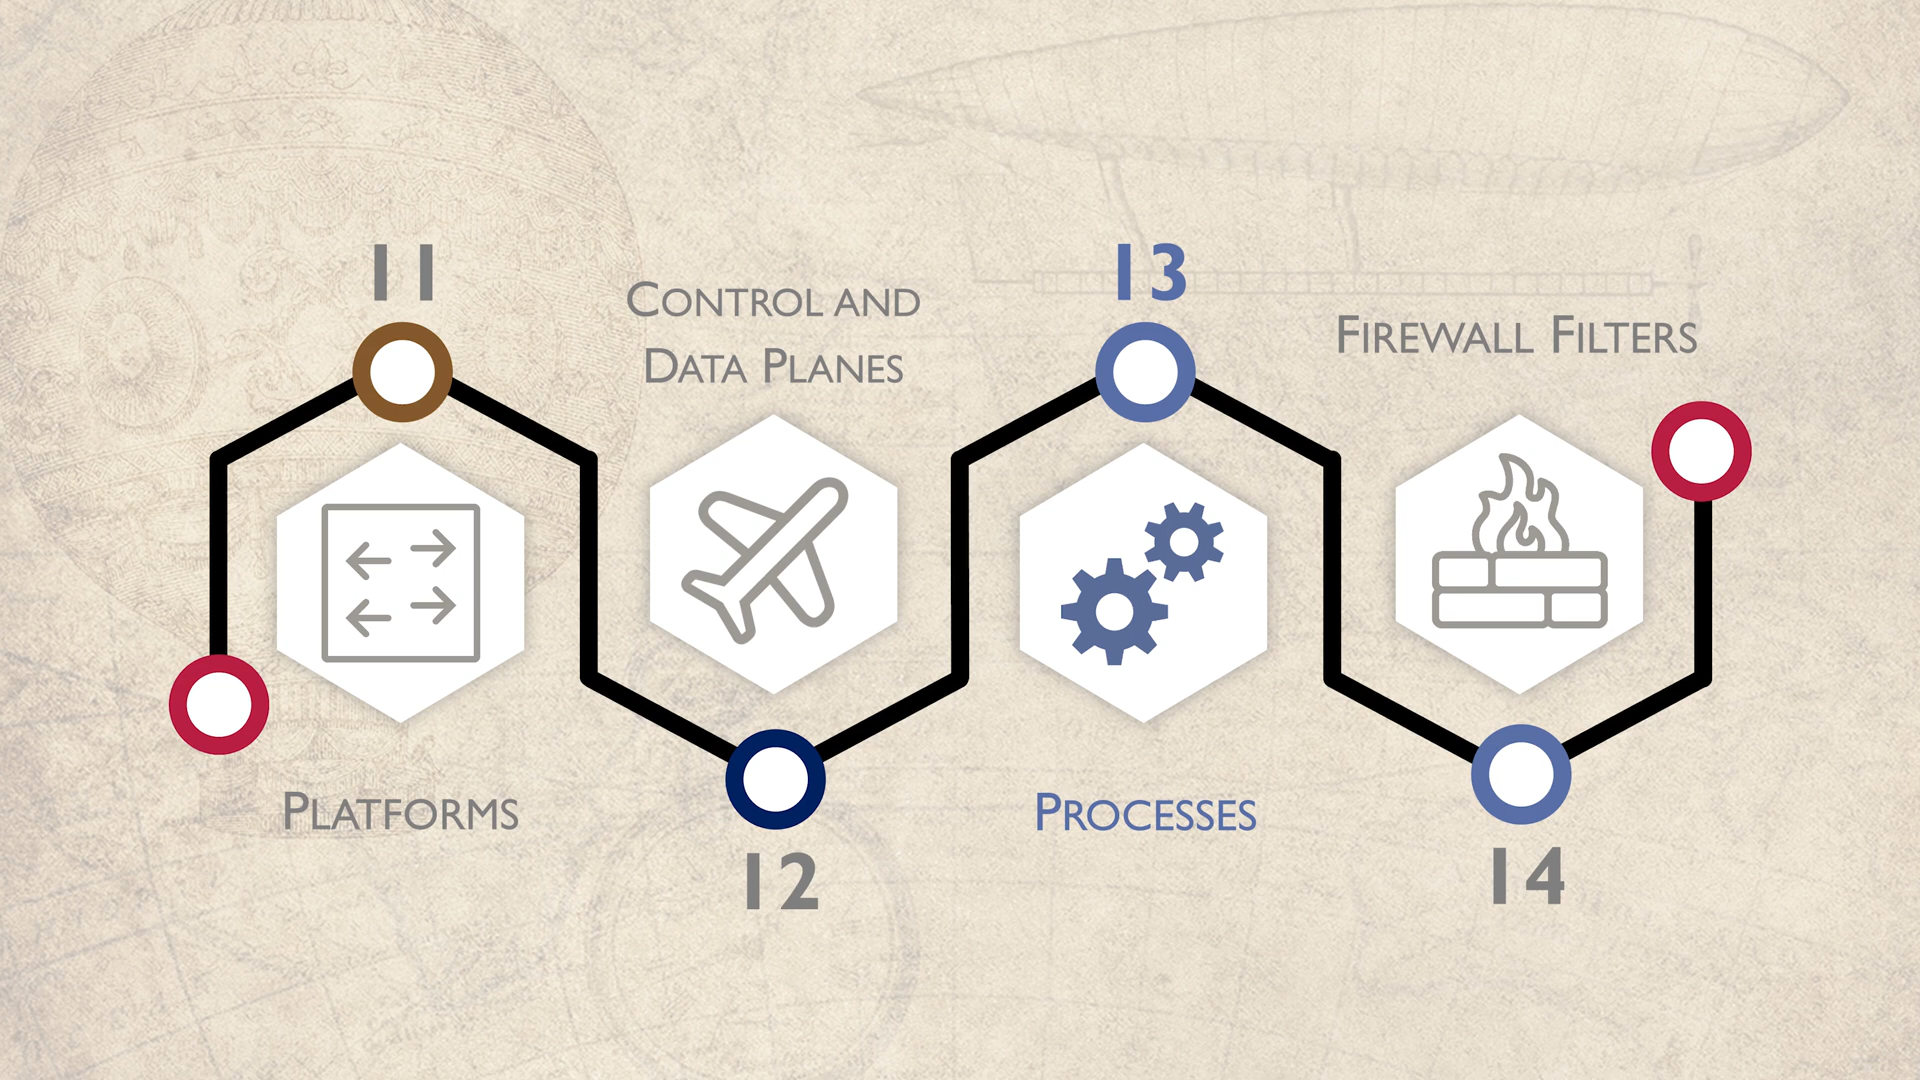 11
Platforms
Control and
Data Planes
12
13
Processes
Firewall Filters
14